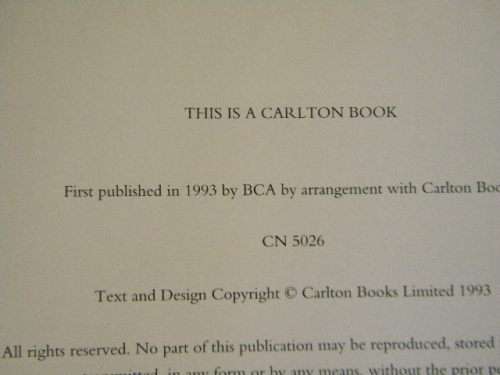 THIS IS A CARLTON BOOK
First published in 1993 by BCA by arrangement with Carlton
CN 5026
Text and Design Copyright © Carlton Books Limited 1993
All rights reserved. No part of this publication may be reproduced, stored
in any form or by any means, without the prior